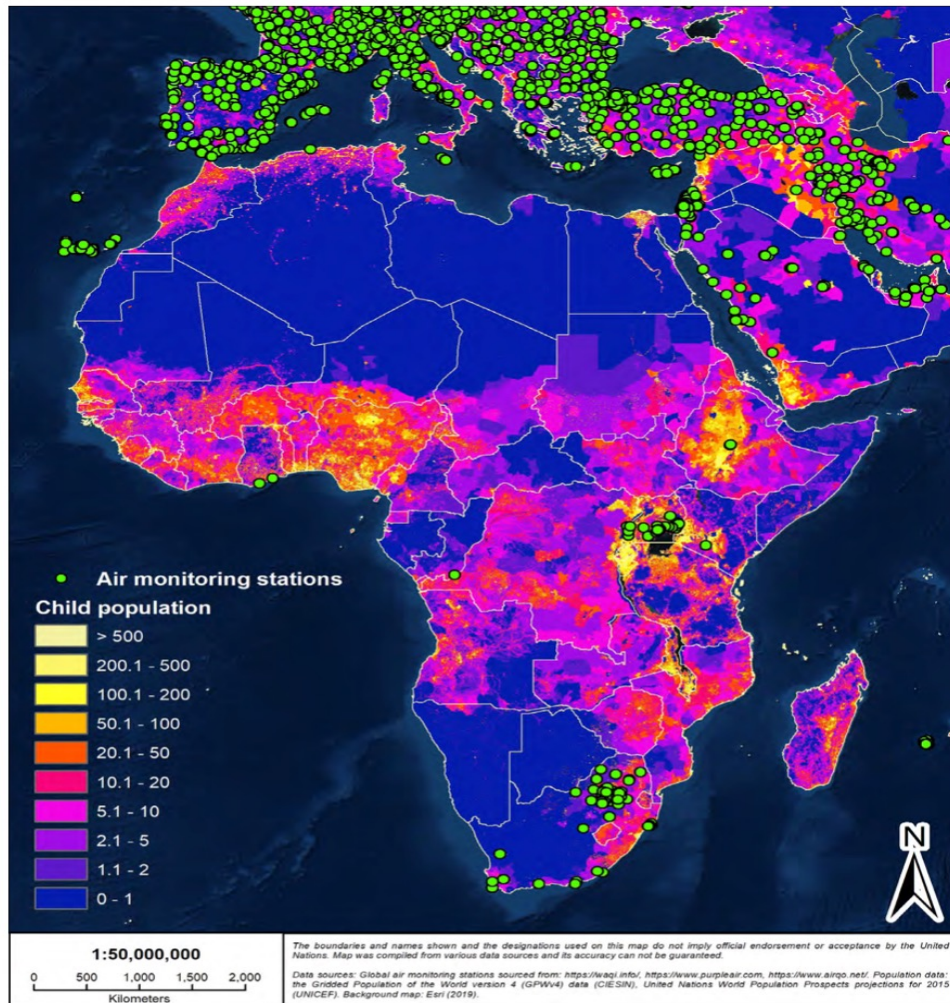 Air monitoring stations
Child population
> 500
200.1 - 500
100.1 - 200
50.1 - 100
20.1 - 50
10.1 - 20
5.1 - 10
2.1 - 5
1.1 - 2
0 - 1
N
1:50,000,000
0 500 1,000 1,500 2,000
Kilometers
The boundaries and names shown and the designations used on this map do not imply official endorsement or acceptance by the United
Nations. Map was compiled from various data sources and its accuracy can not be guaranteed.
Data sources: Global air monitoring stations sourced from: https://waqi.info/, https://www.purpleair.com, https://www.airqo.net/. Population data:
the Gridded Population of the World version 4 (GPWv4) data (CIESIN), United Nations World Population Prospects projections for 2019
(UNICEF). Background map: Esri (2019).